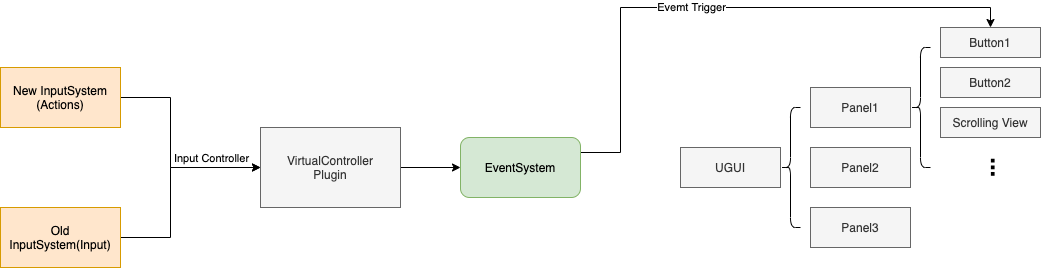 Evemt Trigger
Button1
New InputSystem
(Actions)
Button2
Panel1
Scrolling View
Input Controller
VirtualController
Plugin
EventSystem
UGUI
Panel2
Old
InputSystem(Input)
Panel3